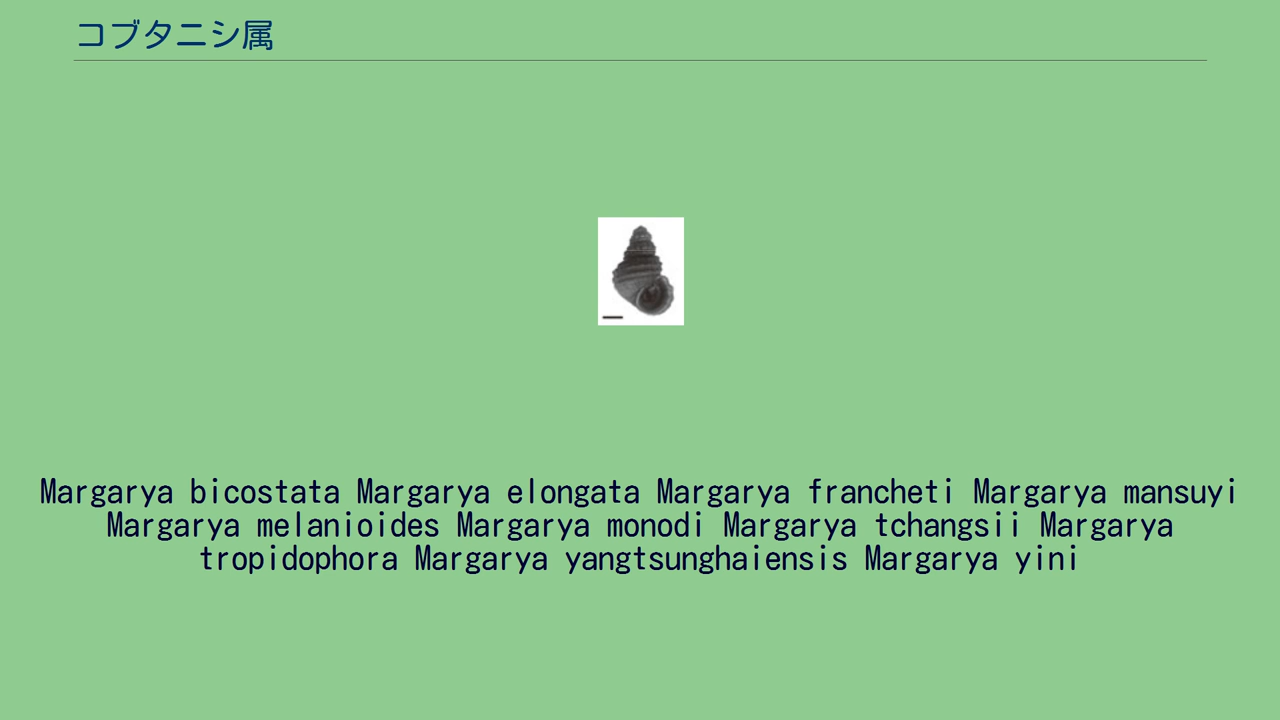 コブタニシ属
Margarya bicostata Margarya elongata Margarya francheti Margarya mansuyi
Margarya melanioides Margarya monodi Margarya tchangsii Margarya
tropidophora Margarya yangtsunghaiensis Margarya yini